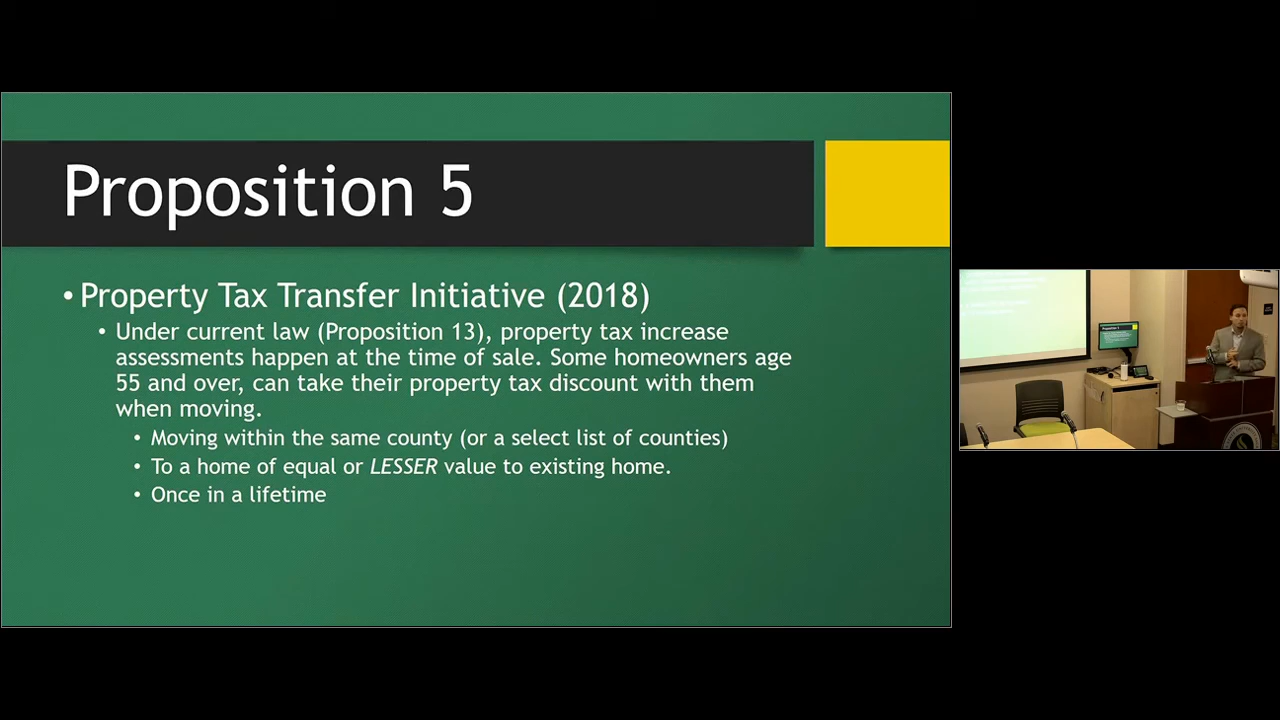 Proposition 5
• Property Tax Transfer Initiative (2018)
• Under current law (Proposition 13), property tax increase
assessments happen at the time of sale. Some homeowners age
55 and over, can take their property tax discount with them
when moving.
• Moving within the same county (or a select list of counties)
• To a home of equal or LESSER value to existing home.
• Once in a lifetime
Proposition 5